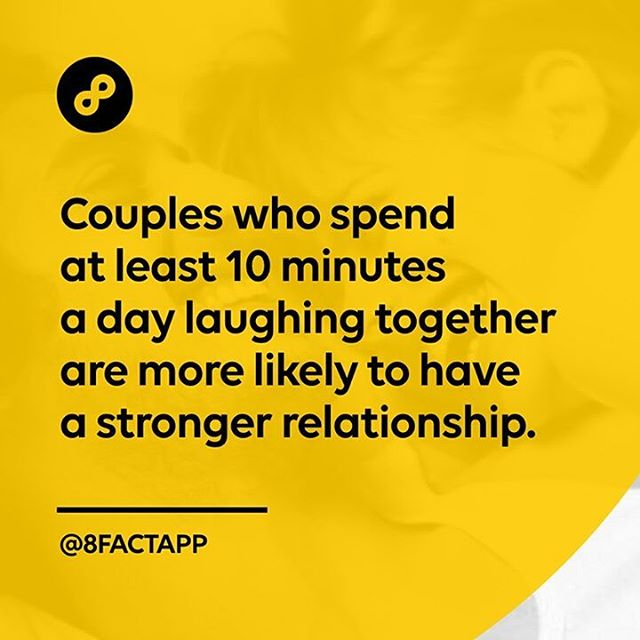 Couples who spend
at least 10 minutes
a day laughing together
are more likely to have
a stronger relationship.
@8FACTAPP